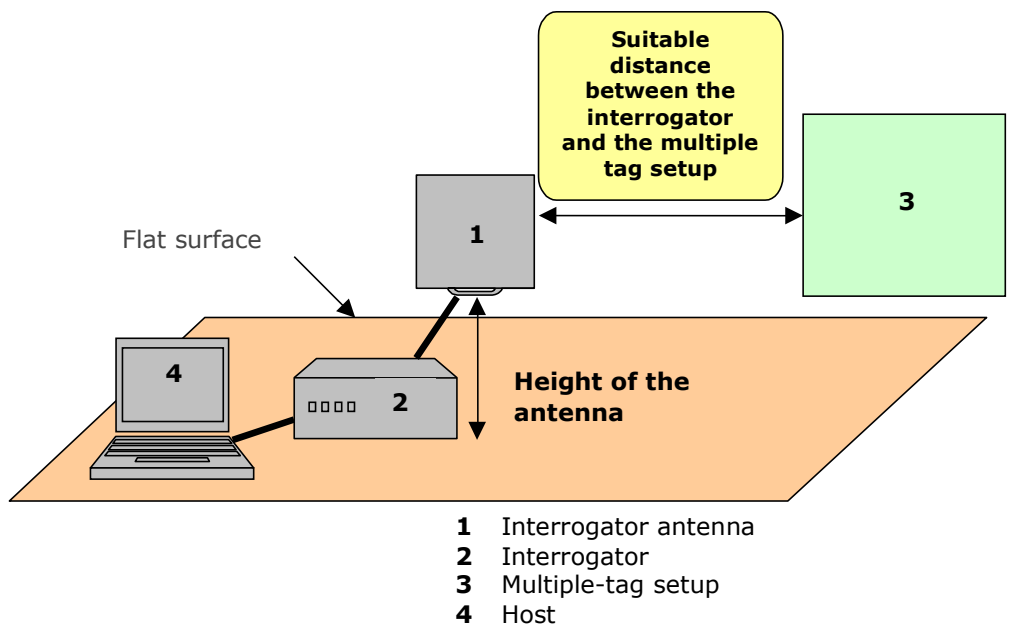 Suitable
distance
between the
interrogator
and the multiple
tag setup
3
1
Flat surface
4
2
Height of the
antenna
1 Interrogator antenna
2 Interrogator
3 Multiple-tag setup
4 Host